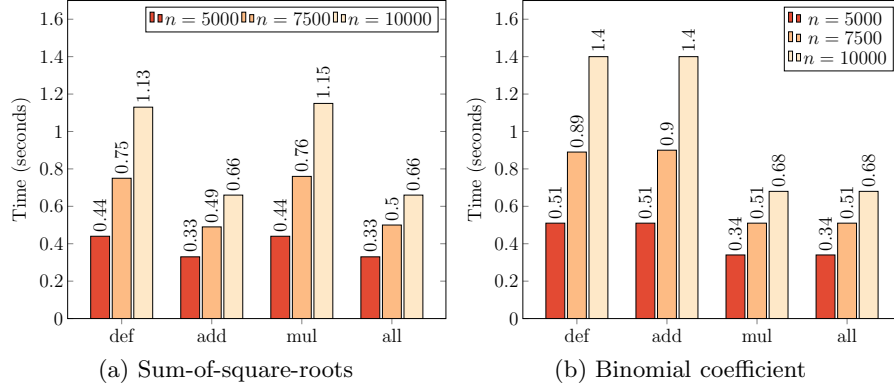 1.6
1.4
1.2
1
0.8
0.6
0.4
0.2
0
Time (seconds)
n = 5000 n = 7500 n = 10000
0.44 0.75 1.13
0.33 0.49 0.66
0.44 0.76 1.15
0.33 0.5 0.66
def add mul all
(a) Sum-of-square-roots
1.6
1.4
1.2
1
0.8
0.6
0.4
0.2
0
Time (seconds)
n = 5000
n = 7500
n = 10000
0.51 0.89 1.4
0.51 0.9 1.4
0.34 0.51 0.68
0.34 0.51 0.68
def add mul all
(b) Binomial coefficient